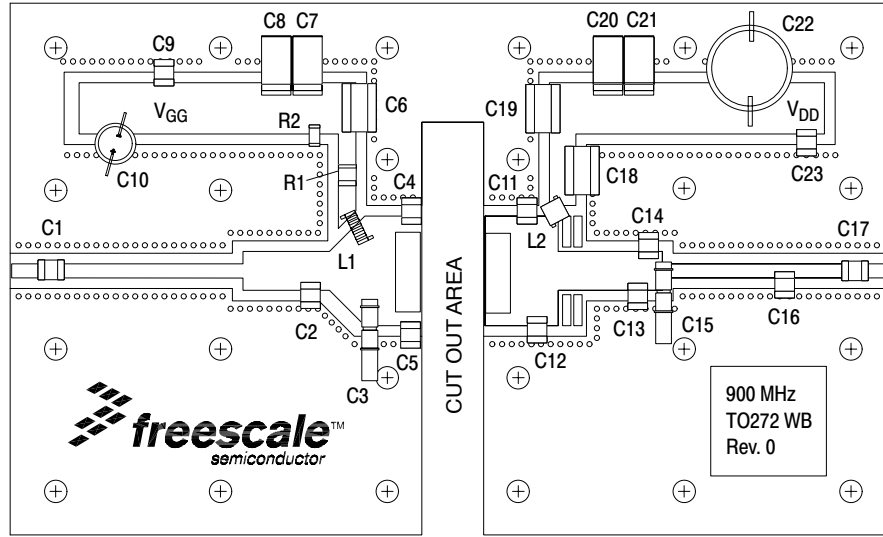 C8 C7
C9
C6
VGG
R2
C10
R1
C4
C1
L1
C2
C3
C5
freescale™
semiconductor
CUT OUT AREA
C20 C21
C22
C19
VDD
C18
C23
C11
L2
C14
C17
C12
C13
C15
C16
900 MHz
TO272 WB
Rev. 0